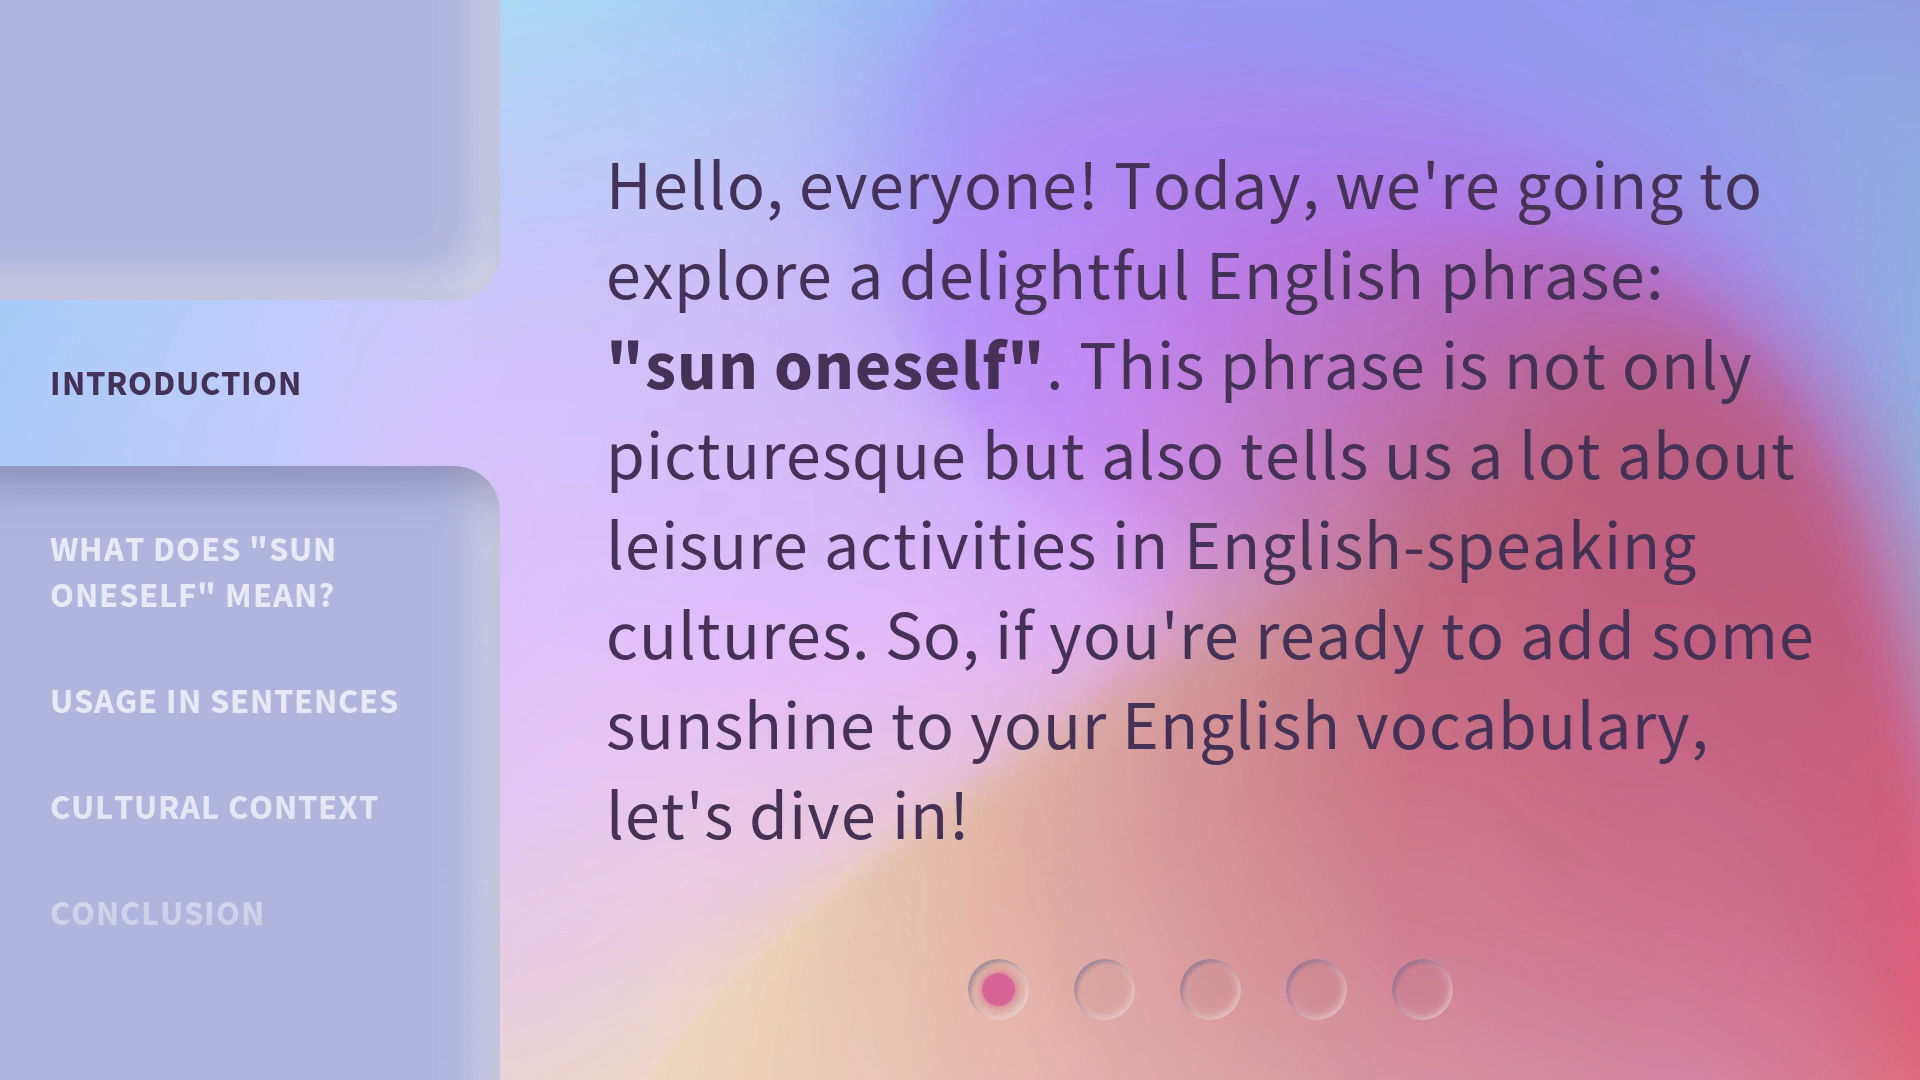 INTRODUCTION
WHAT DOES "SUN
ONESELF" MEAN?
USAGE IN SENTENCES
CULTURAL CONTEXT
CONCLUSION
Hello, everyone! Today, we're going to
explore a delightful English phrase:
"sun oneself". This phrase is not only
picturesque but also tells us a lot about
leisure activities in English-speaking
cultures. So, if you're ready to add some
sunshine to your English vocabulary,
let's dive in!